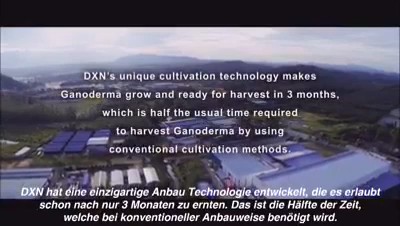 DXN's unique cultivation technology makes
Ganoderma grow and ready for harvest in 3 months,
which is half the usual time required
to harvest Ganoderma by using
conventional cultivation methods.
DXN hat eine einzigartige Anbau Technologie entwickelt, die es erlaubt
schon nach nur 3 Monaten zu ernten. Das ist die Hälfte der Zeit,
welche bei konventioneller Anbauweise benötigt wird.